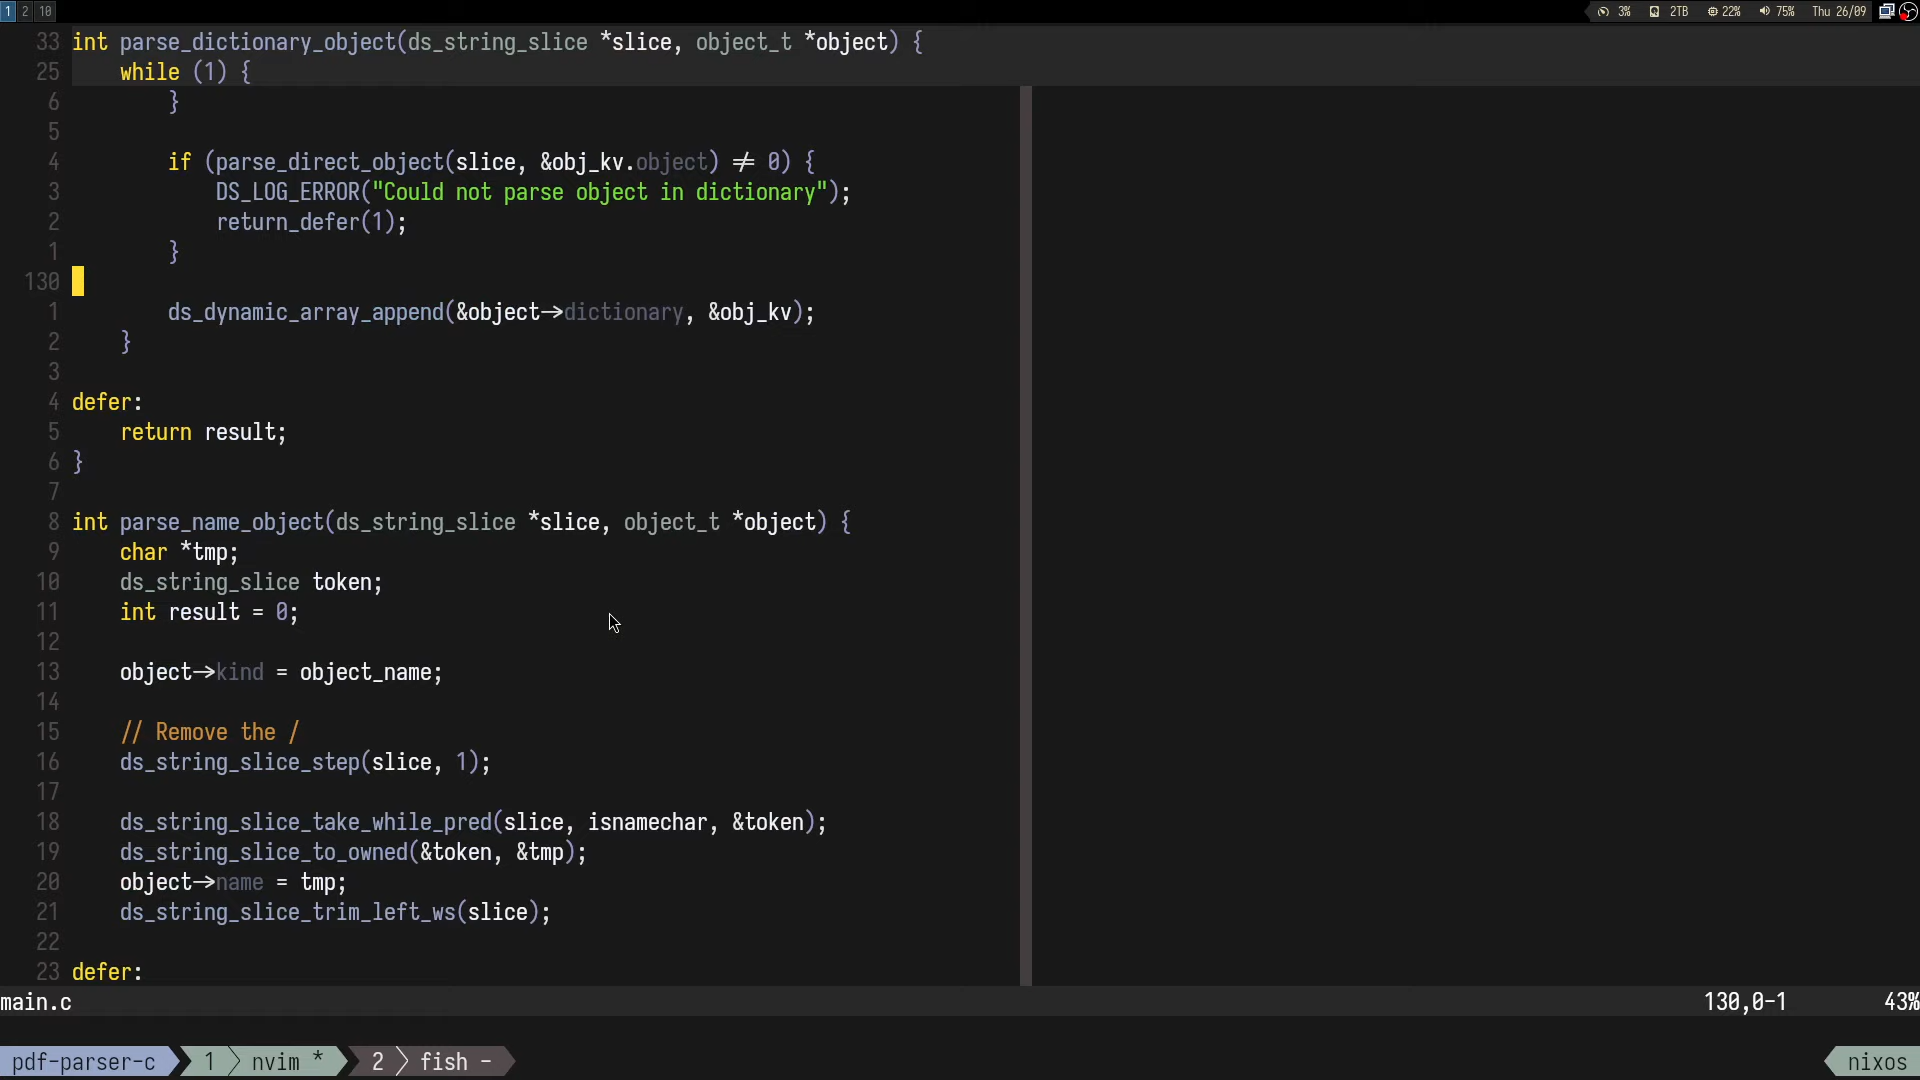 1 2 10 3% 2TB 22% 75% Thu 26/09
33 int parse_dictionary_object(ds_string_slice *slice, object_t *object) {
25     while (1) {
6         }
5
4         if (parse_direct_object(slice, &obj_kv.object) ≠ 0) {
3             DS_LOG_ERROR("Could not parse object in dictionary");
2             return_defer(1);
1         }
130
1         ds_dynamic_array_append(&object→dictionary, &obj_kv);
2     }
3
4 defer:
5     return result;
6 }
7
8 int parse_name_object(ds_string_slice *slice, object_t *object) {
9     char *tmp;
10     ds_string_slice token;
11     int result = 0;
12
13     object→kind = object_name;
14
15     // Remove the /
16     ds_string_slice_step(slice, 1);
17
18     ds_string_slice_take_while_pred(slice, isnamechar, &token);
19     ds_string_slice_to_owned(&token, &tmp);
20     object→name = tmp;
21     ds_string_slice_trim_left_ws(slice);
22
23 defer:
main.c 130,0-1 43%
pdf-parser-c 1 nvim * 2 fish - nixos